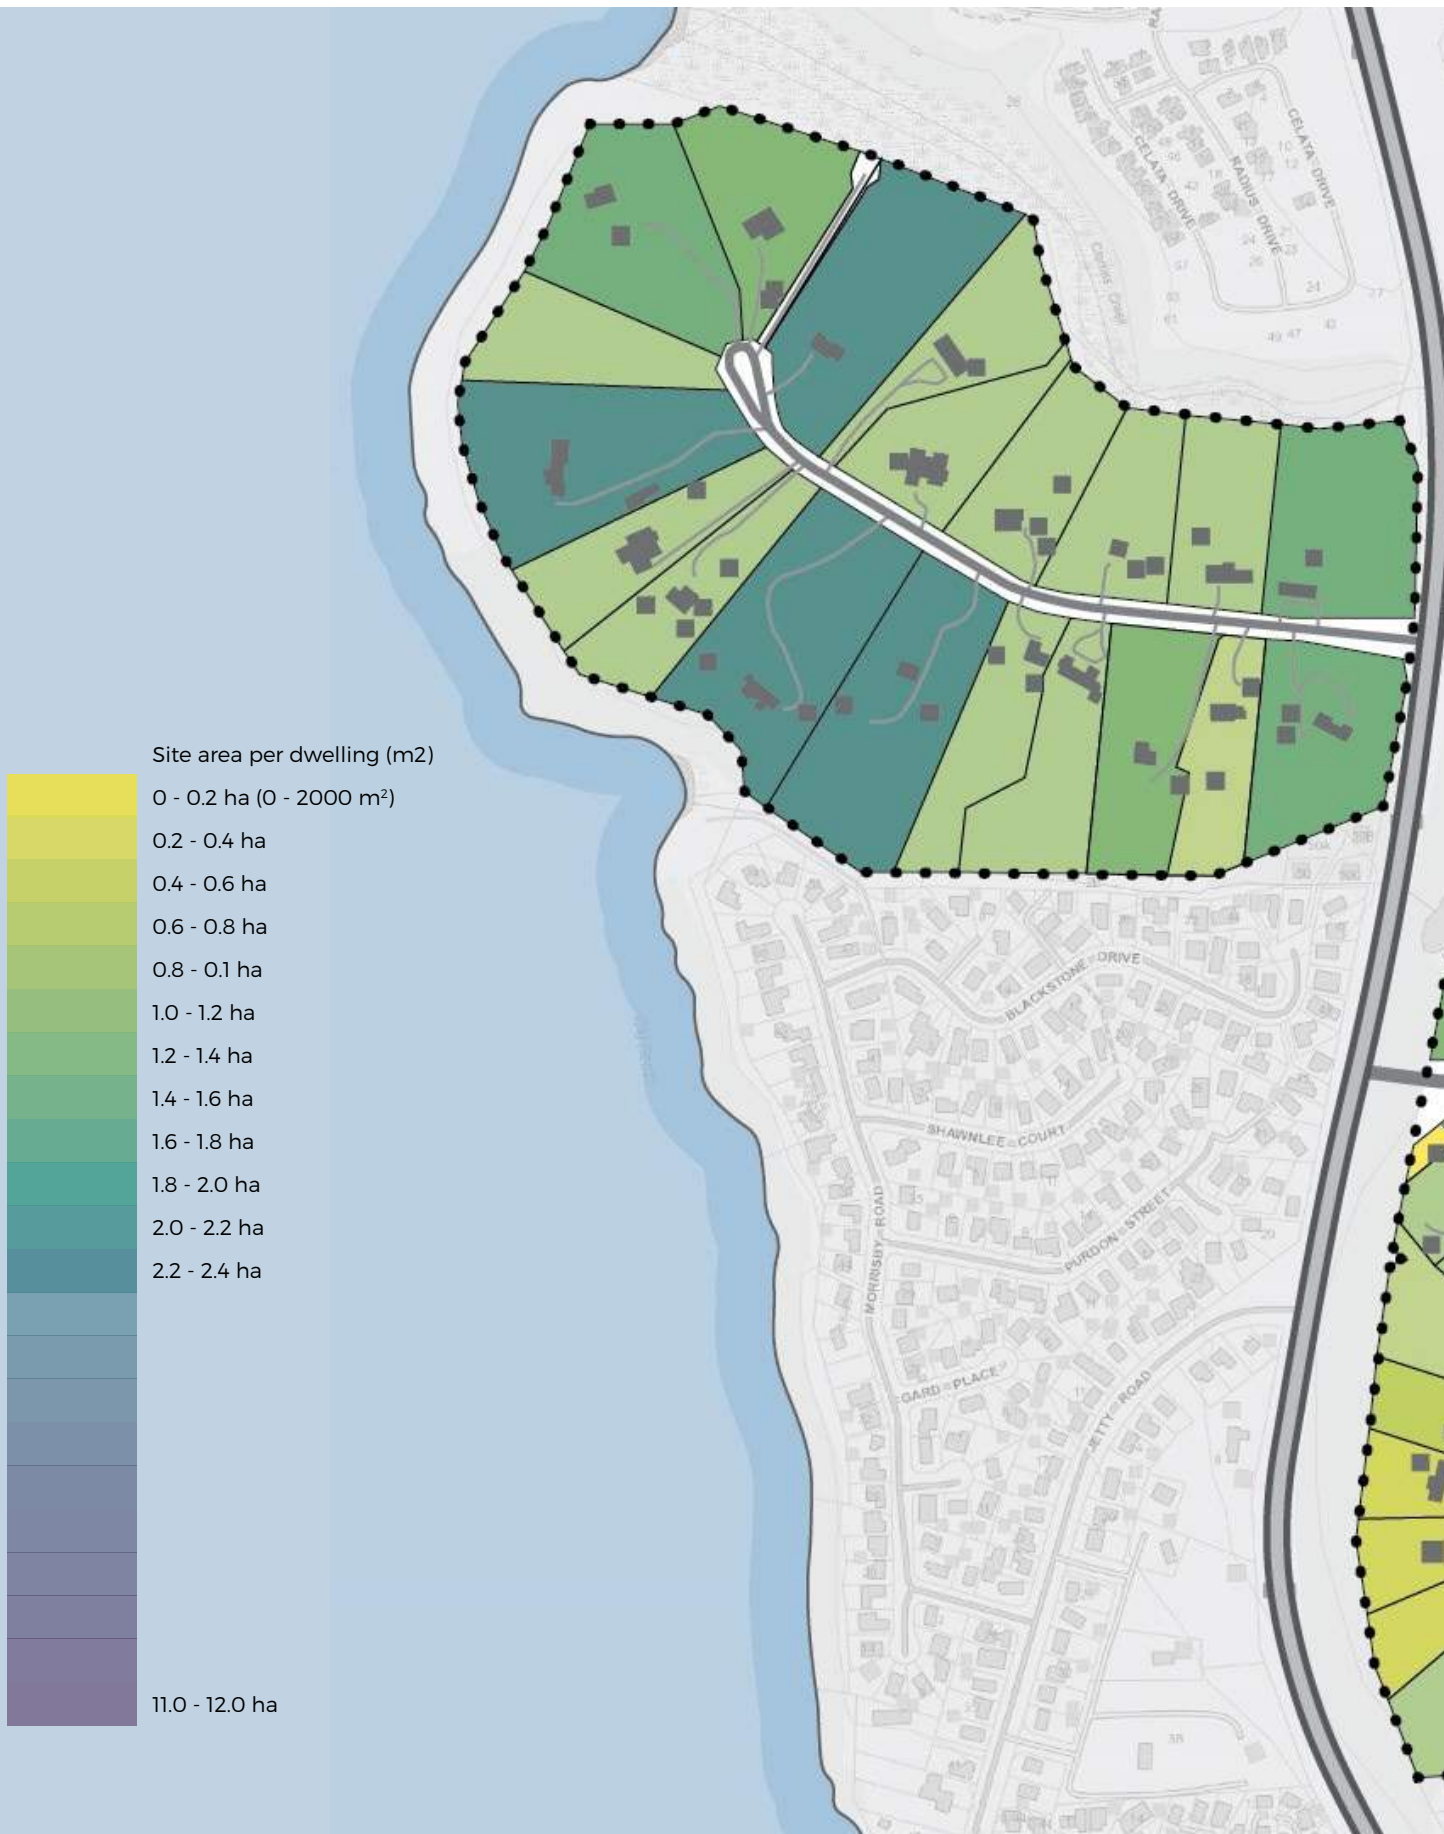 CELATA DRIVE
CELATA DRIVE
RADIUS DRIVE
Site area per dwelling (m2)
0 - 0.2 ha (0 - 2000 m²)
0.2 - 0.4 ha
0.4 - 0.6 ha
0.6 - 0.8 ha
0.8 - 0.1 ha
1.0 - 1.2 ha
1.2 - 1.4 ha
1.4 - 1.6 ha
1.6 - 1.8 ha
1.8 - 2.0 ha
2.0 - 2.2 ha
2.2 - 2.4 ha
11.0 - 12.0 ha
BLACKSTONE DRIVE
SHAWNLEE COURT
MORRISBY ROAD
PURDON STREET
GARD PLACE
JETTY ROAD